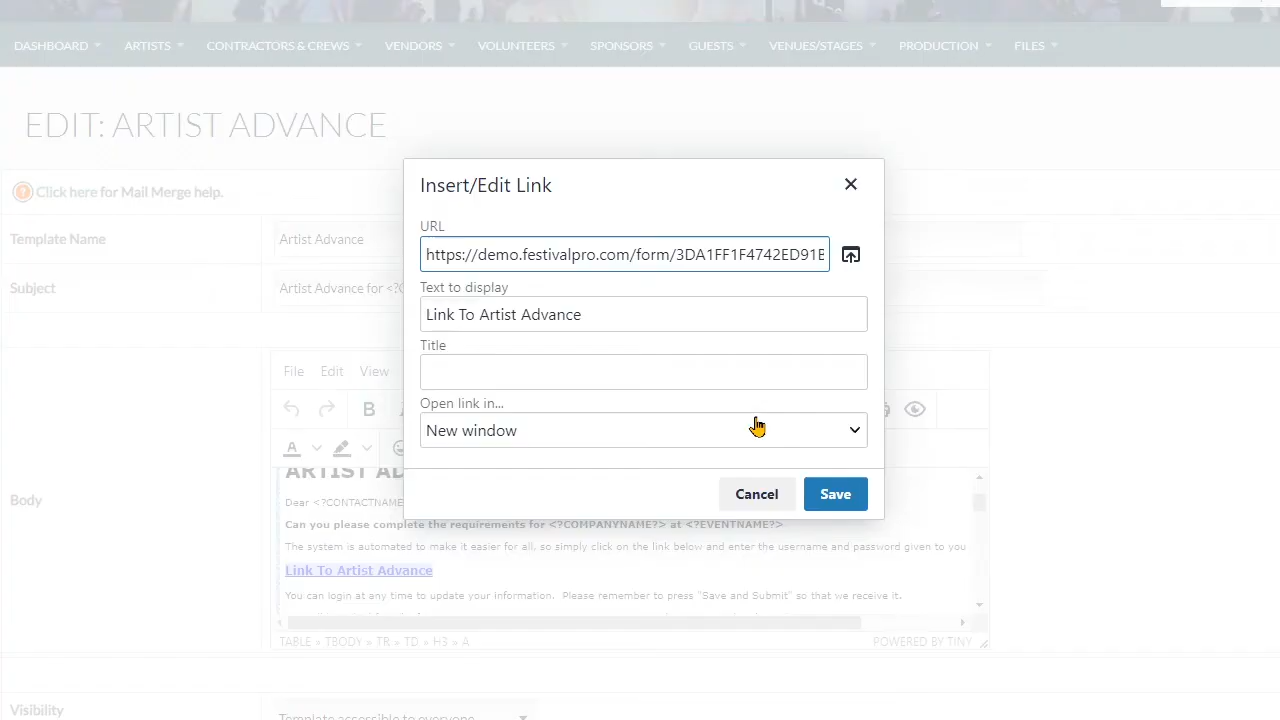 DASHBOARD ARTISTS CONTRACTORS & CREWS VENDORS VOLUNTEERS SPONSORS GUESTS VENUES/STAGES PRODUCTION FILES
EDIT: ARTIST ADVANCE
Click here for Mail Merge help.
Template Name
Artist Advance
Subject
Artist Advance for <?C
Insert/Edit Link
URL
https://demo.festivalpro.com/form/3DA1FF1F4742ED91E
Text to display
Link To Artist Advance
Title
Open link in...
New window
Cancel Save
File Edit View
B
A
Body
ARTIST AD
Dear <?CONTACTNAME
Can you please complete the requirements for <?COMPANYNAME?> at <?EVENTNAME?>
The system is automated to make it easier for all, so simply click on the link below and enter the username and password given to you
Link To Artist Advance
You can login at any time to update your information. Please remember to press "Save and Submit" so that we receive it.
TABLE » TBODY » TR » TD » H3 » A
POWERED BY TINY
Visibility
Template accessible to everyone